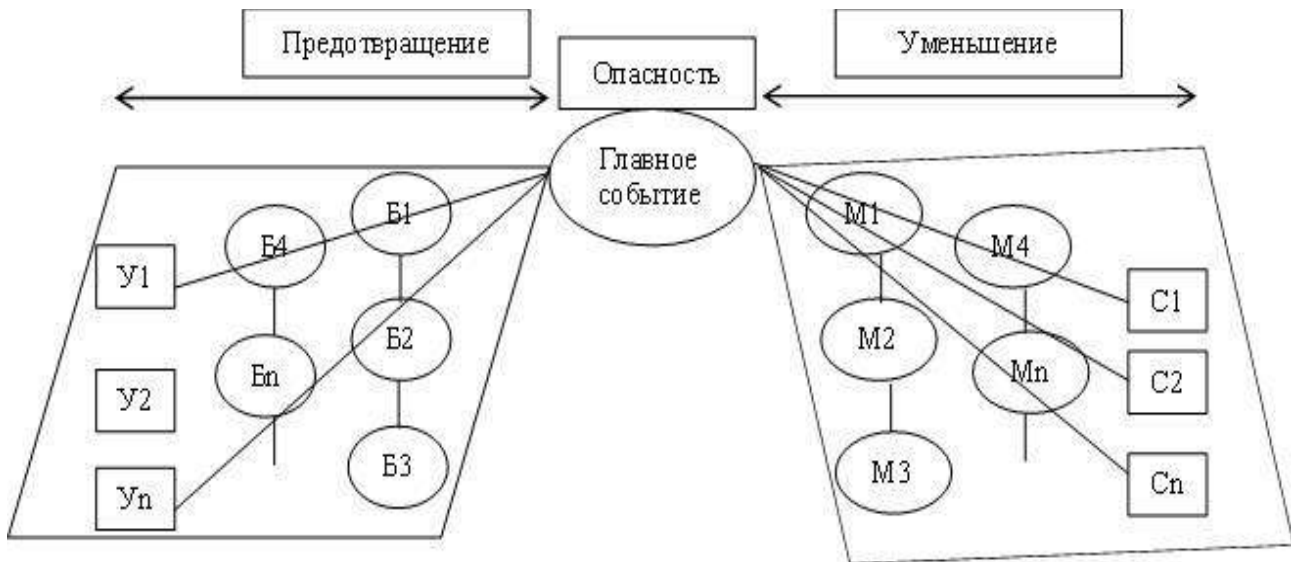 Предотвращение
Опасность
Уменьшение
Главное
событие
Б1
Б4
У1
Б2
Бn
У2
Б3
Уn
М1
М4
С1
М2
Мn
С2
М3
Сn